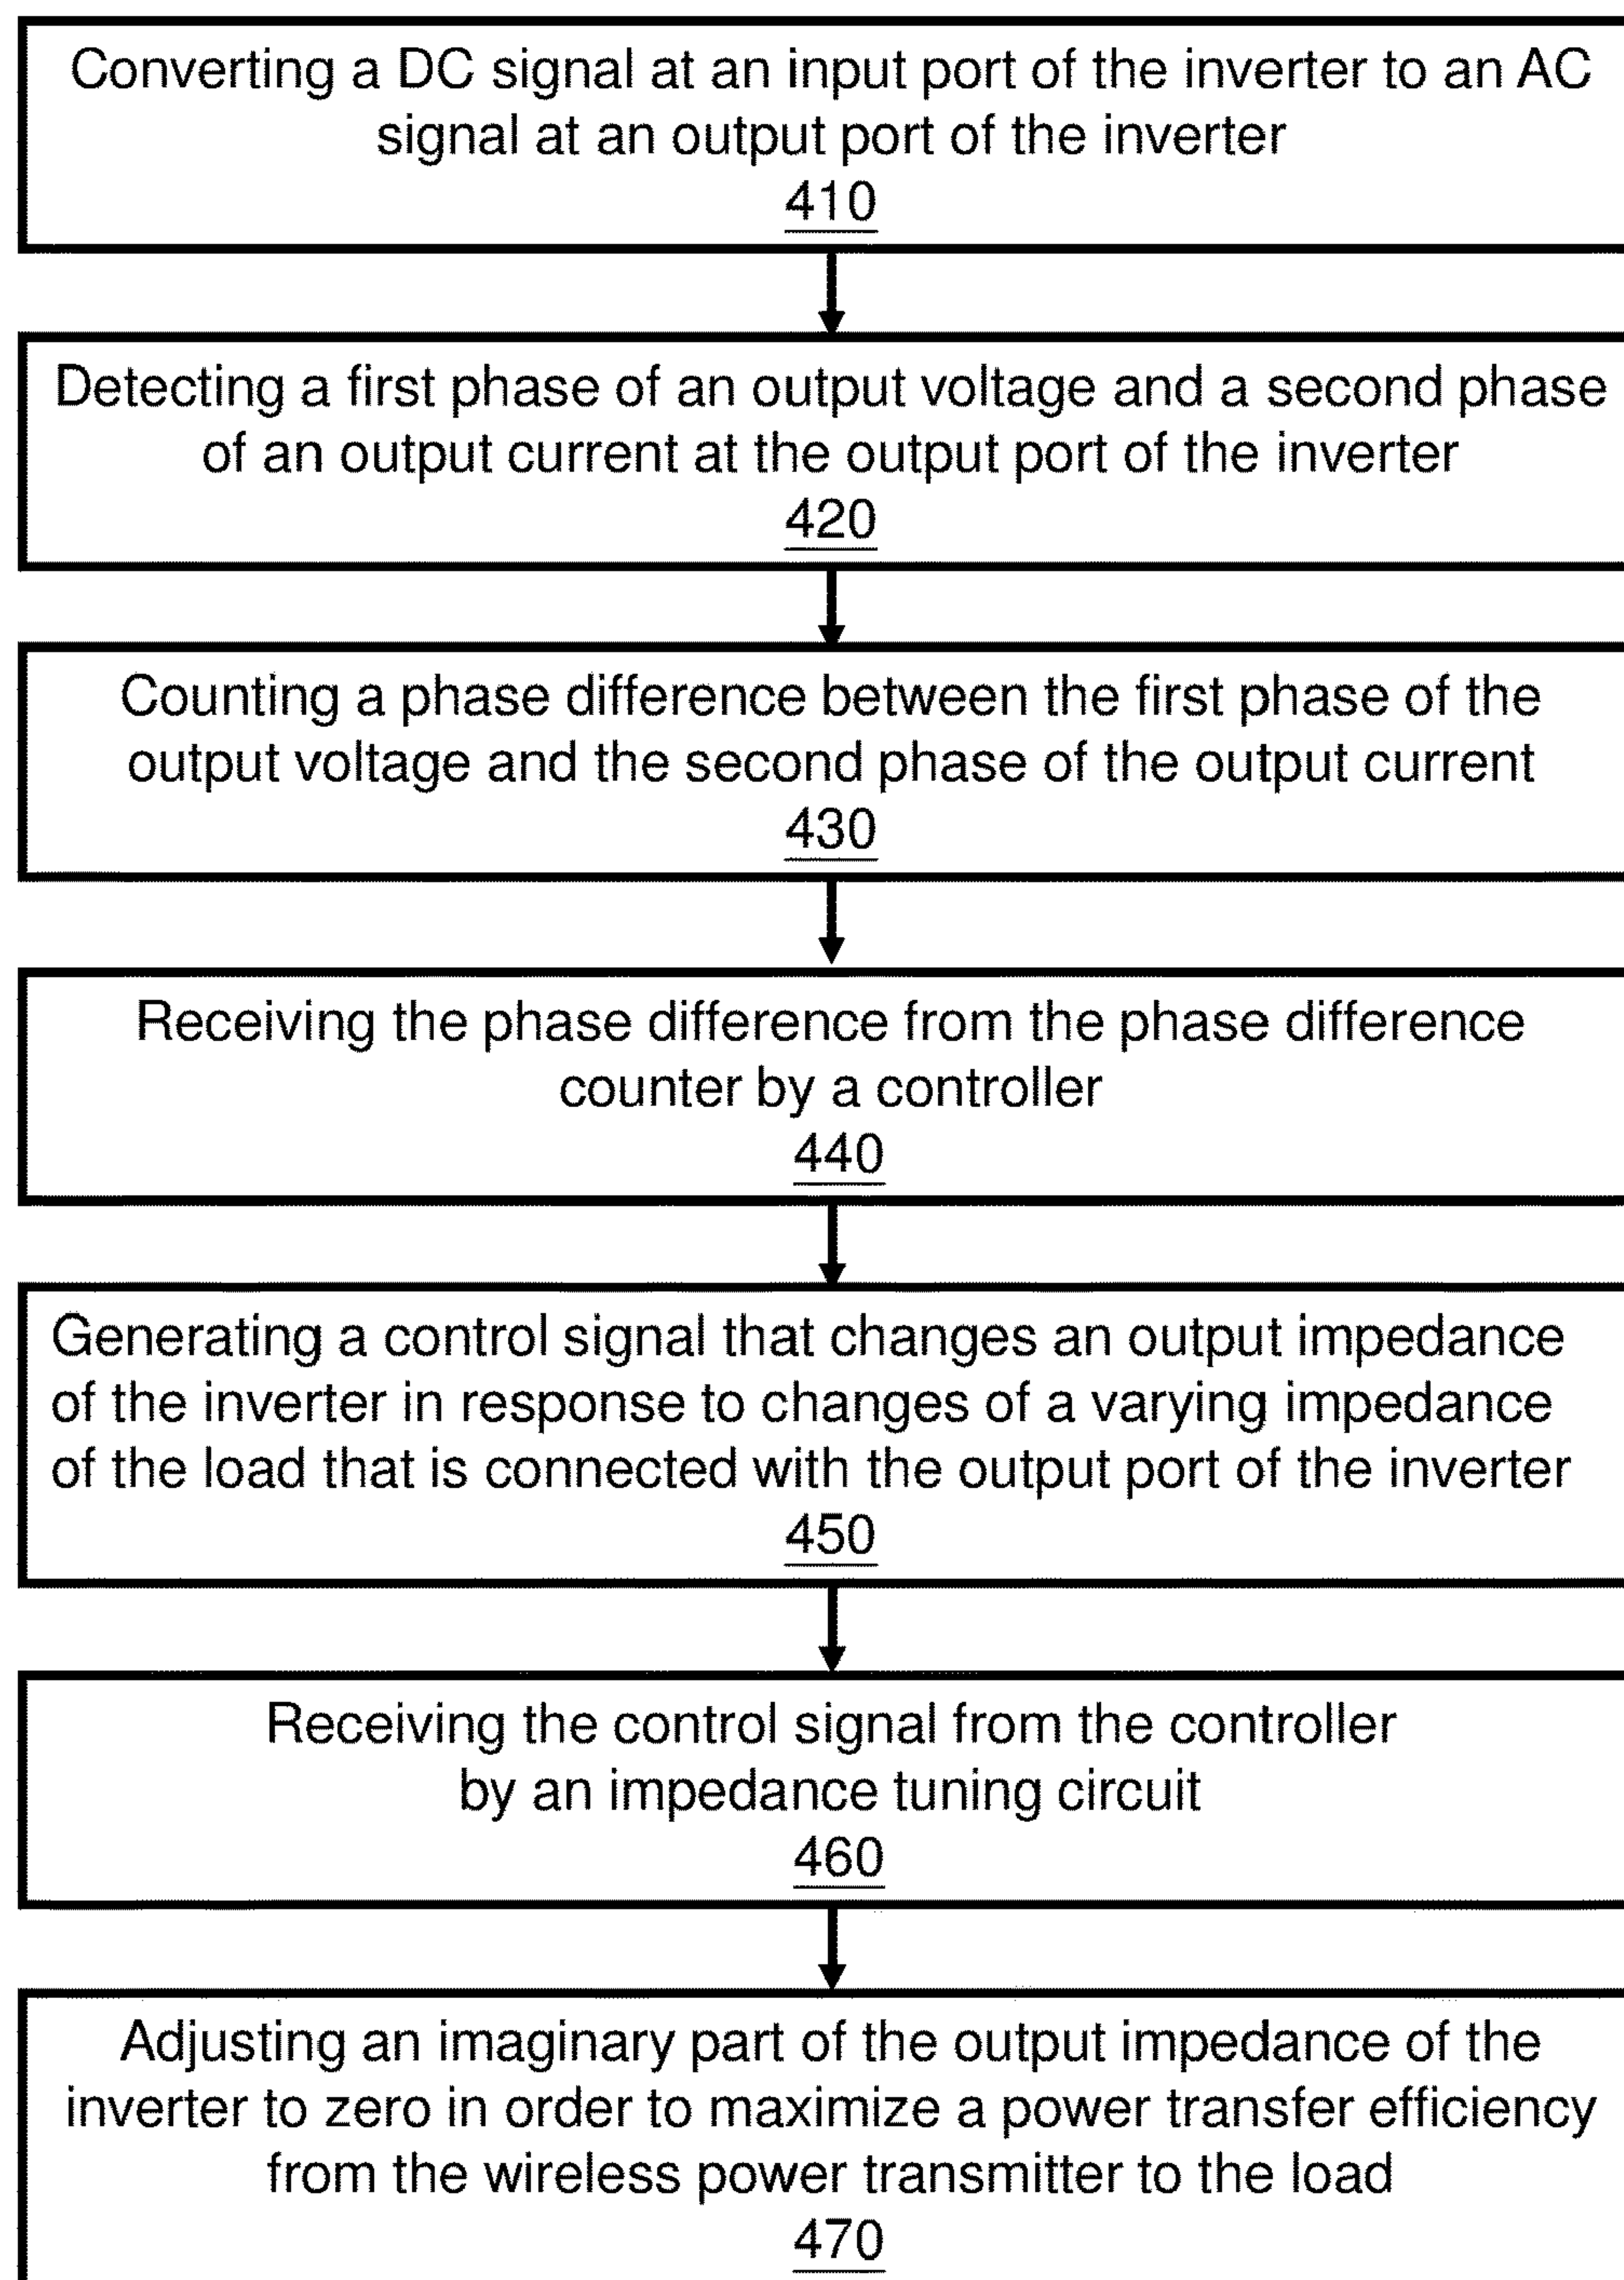 Converting a DC signal at an input port of the inverter to an AC
signal at an output port of the inverter
410
Detecting a first phase of an output voltage and a second phase
of an output current at the output port of the inverter
420
Counting a phase difference between the first phase of the
output voltage and the second phase of the output current
430
Receiving the phase difference from the phase difference
counter by a controller
440
Generating a control signal that changes an output impedance
of the inverter in response to changes of a varying impedance
of the load that is connected with the output port of the inverter
450
Receiving the control signal from the controller
by an impedance tuning circuit
460
Adjusting an imaginary part of the output impedance of the
inverter to zero in order to maximize a power transfer efficiency
from the wireless power transmitter to the load
470